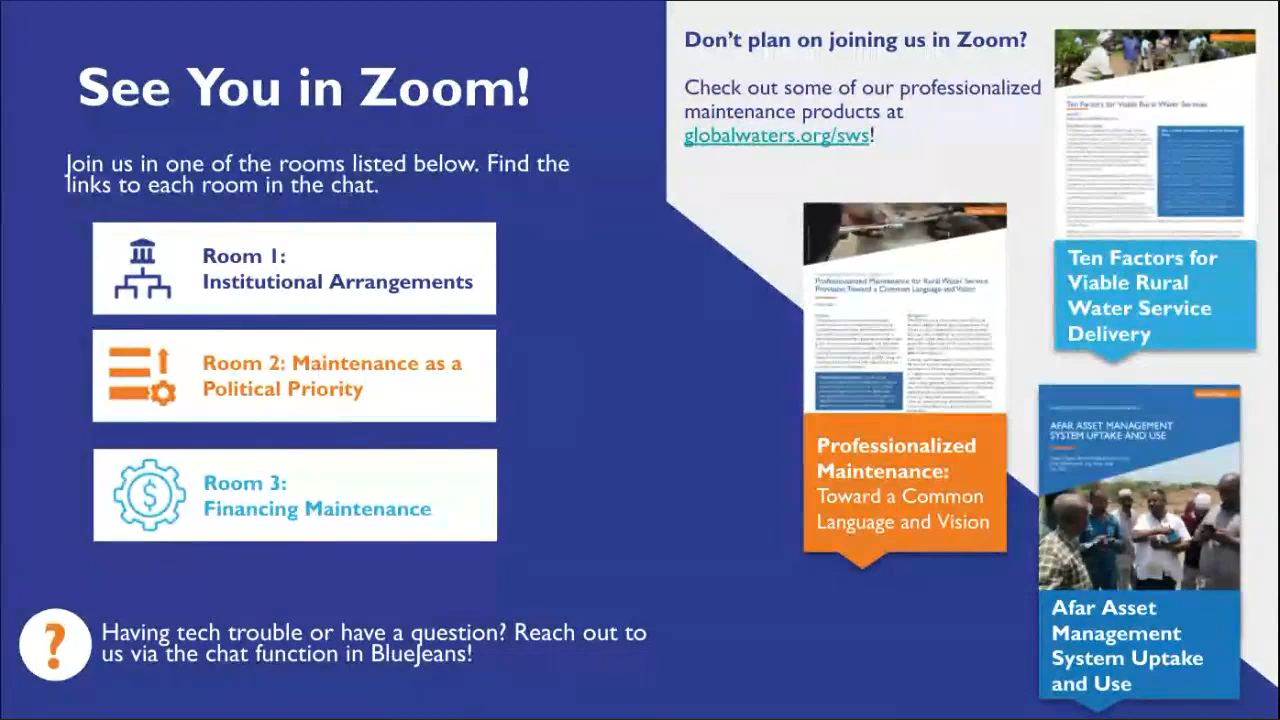 See You in Zoom!
Join us in one of the rooms listed below. Find the
links to each room in the chat.
Room 1:
Institutional Arrangements
Room 2: Maintenance as a
Political Priority
Room 3:
Financing Maintenance
Having tech trouble or have a question? Reach out to
us via the chat function in BlueJeans!
Don't plan on joining us in Zoom?
Check out some of our professionalized
maintenance products at
globalwaters.org/sws!
Professionalized Maintenance for Rural Water Service
Provision: Toward a Common Language and Vision
Professionalized
Maintenance:
Toward a Common
Language and Vision
Ten Factors for Viable Rural Water Services
Ten Factors for
Viable Rural
Water Service
Delivery
AFAR ASSET MANAGEMENT
SYSTEM UPTAKE AND USE
Afar Asset
Management
System Uptake
and Use